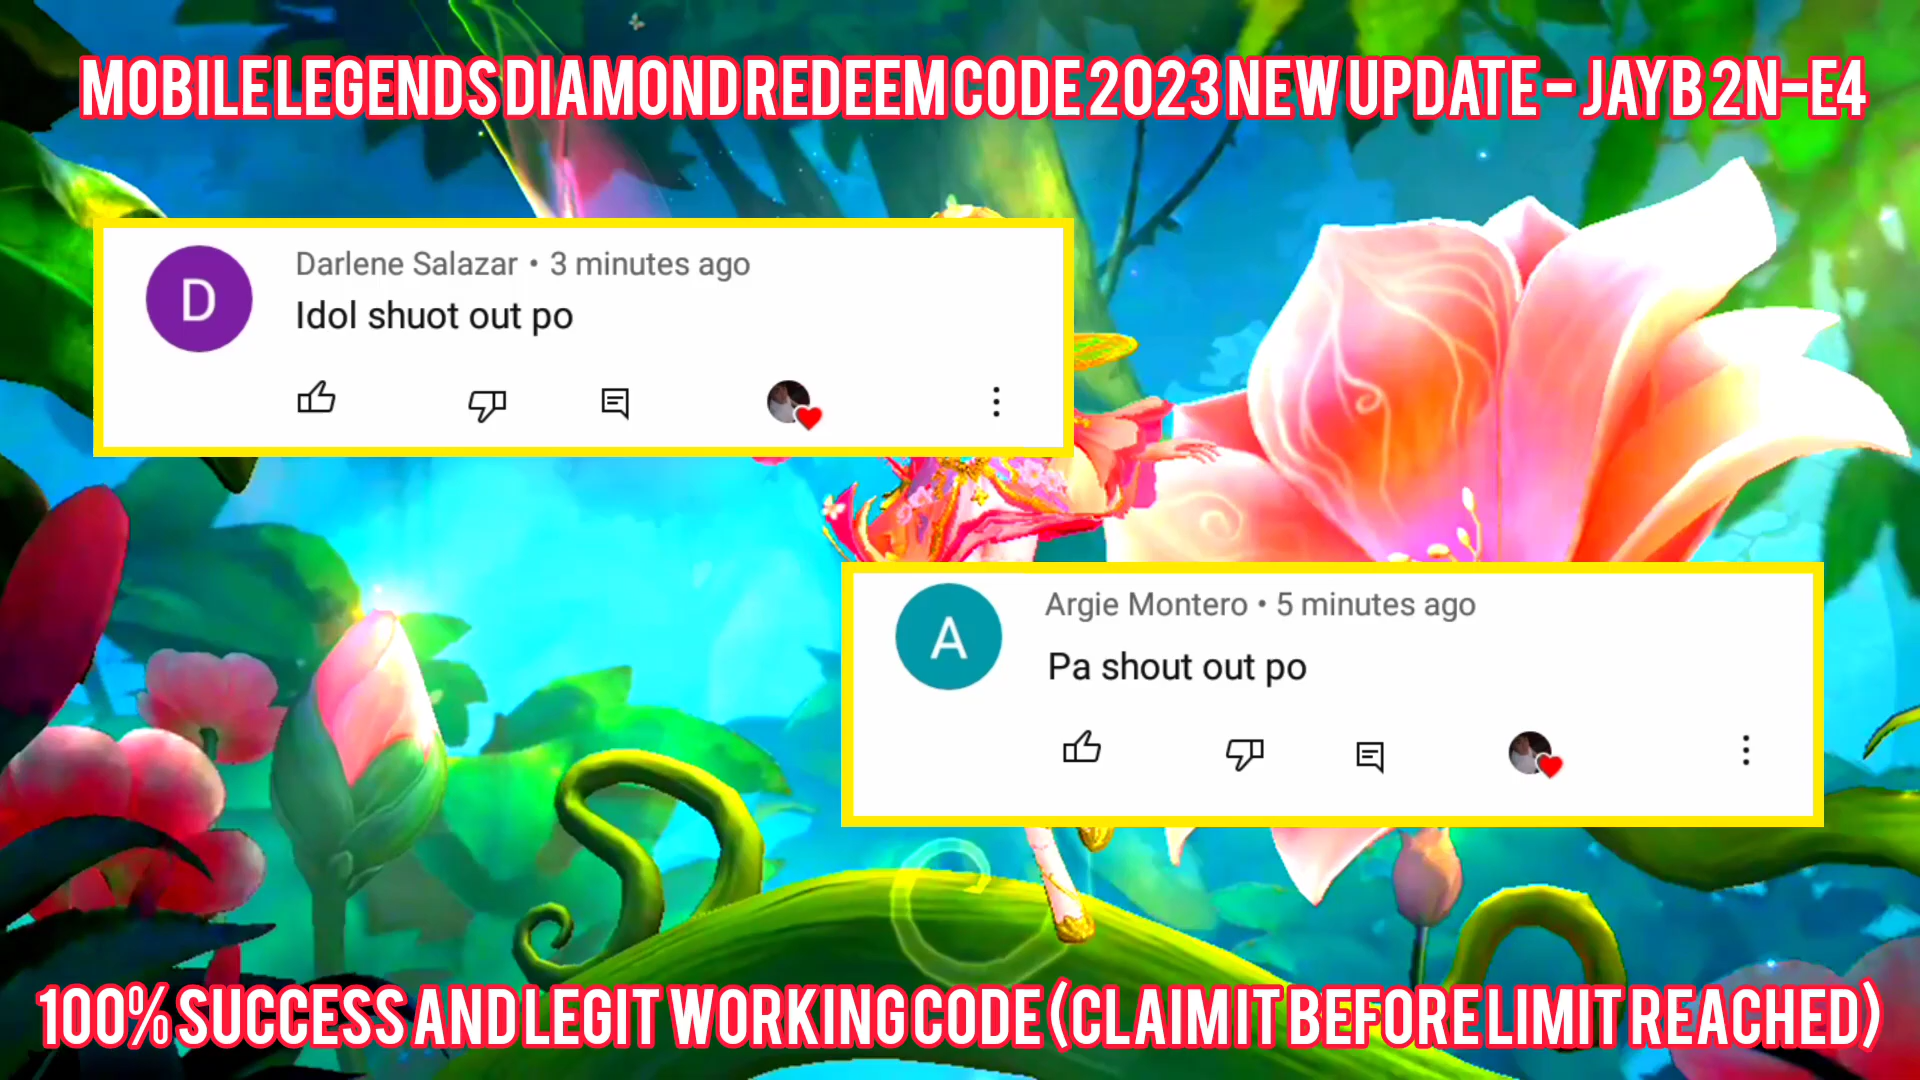 MOBILE LEGENDS DIAMOND REDEEM CODE 2023 NEW UPDATE - JAYB 2N-E4
D
Darlene Salazar • 3 minutes ago
Idol shuot out po
A
Argie Montero • 5 minutes ago
Pa shout out po
100% SUCCESS AND LEGIT WORKING CODE (CLAIM IT BEFORE LIMIT REACHED)